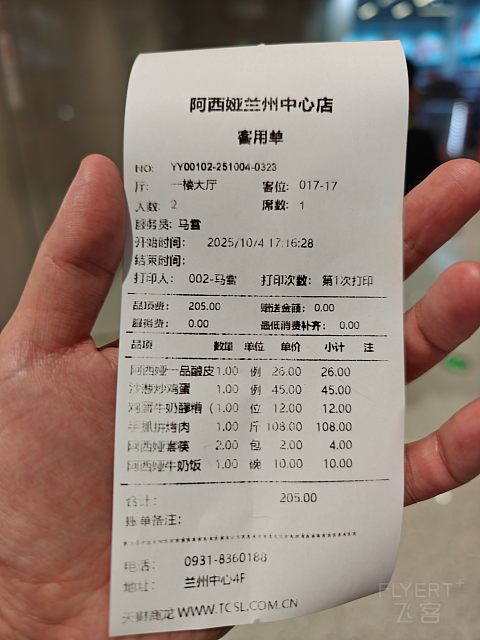 阿西娅兰州中心店
客用单
NO: YY00102-251004-0323
厅: 一楼大厅 客位: 017-17
人数: 2 席数: 1
服务员: 马雪
开始时间: 2025/10/4 17:16:28
结束时间:
打印人: 002-马雪 打印次数: 第1次打印
品项费: 205.00 赠送金额: 0.00
服务费: 0.00 最低消费补齐: 0.00
品项 数量 单位 单价 小计 注
阿西娅一品酿皮 1.00 例 26.00 26.00
沙葱炒鸡蛋 1.00 例 45.00 45.00
鸡蛋牛奶醪糟( 1.00 位 12.00 12.00
手抓拼烤肉 1.00 斤 108.00 108.00
阿西娅套筷 2.00 包 2.00 4.00
阿西娅牛奶饭 1.00 碗 10.00 10.00
合计: 205.00
账单备注:
电话: 0931-8360188
地址: 兰州中心4F
天财商龙 WWW.TCSL.COM.CN
FLYERT+
飞客